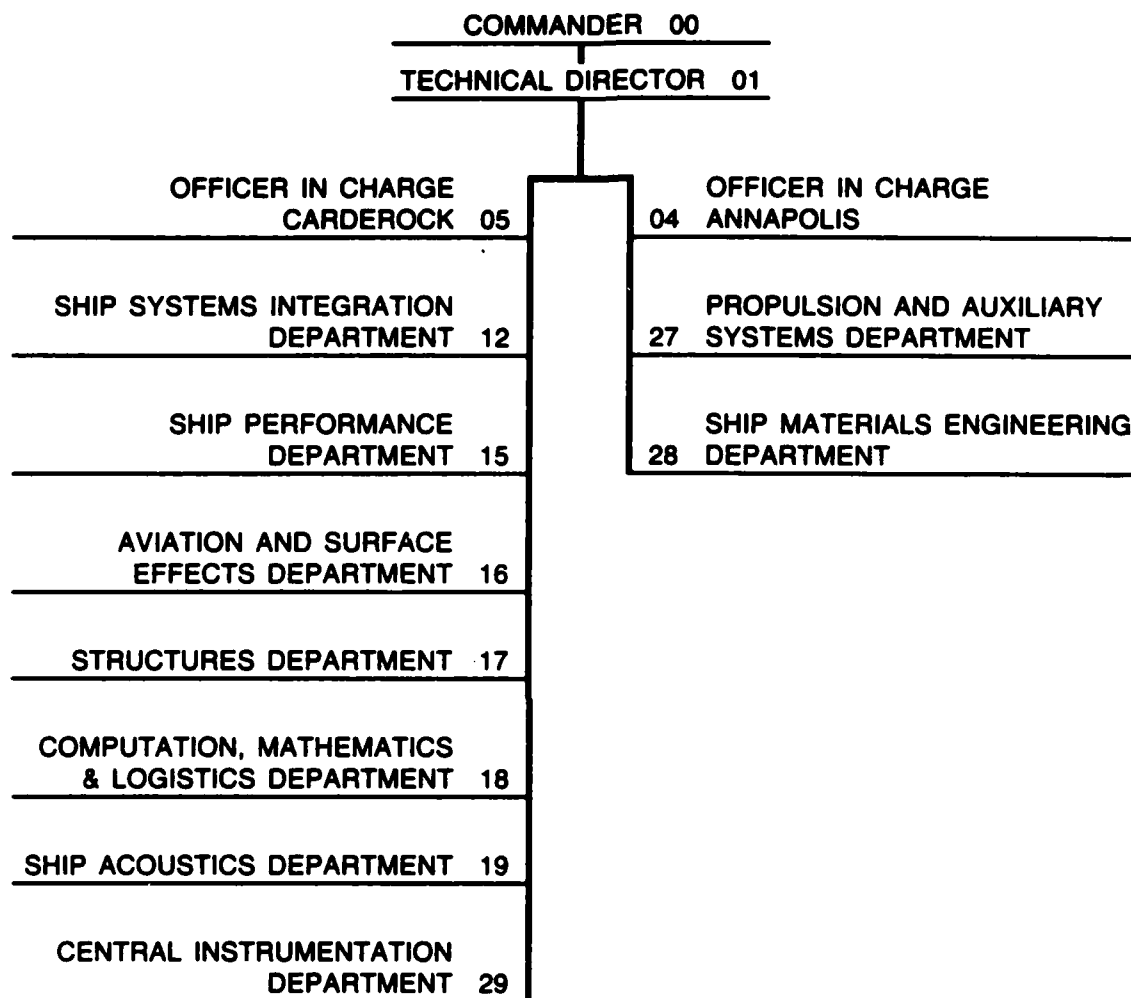 COMMANDER 00
TECHNICAL DIRECTOR 01
OFFICER IN CHARGE
CARDEROCK 05
SHIP SYSTEMS INTEGRATION
DEPARTMENT 12
SHIP PERFORMANCE
DEPARTMENT 15
AVIATION AND SURFACE
EFFECTS DEPARTMENT 16
STRUCTURES DEPARTMENT 17
COMPUTATION, MATHEMATICS
& LOGISTICS DEPARTMENT 18
SHIP ACOUSTICS DEPARTMENT 19
CENTRAL INSTRUMENTATION
DEPARTMENT 29
OFFICER IN CHARGE
04 ANNAPOLIS
PROPULSION AND AUXILIARY
27 SYSTEMS DEPARTMENT
SHIP MATERIALS ENGINEERING
28 DEPARTMENT